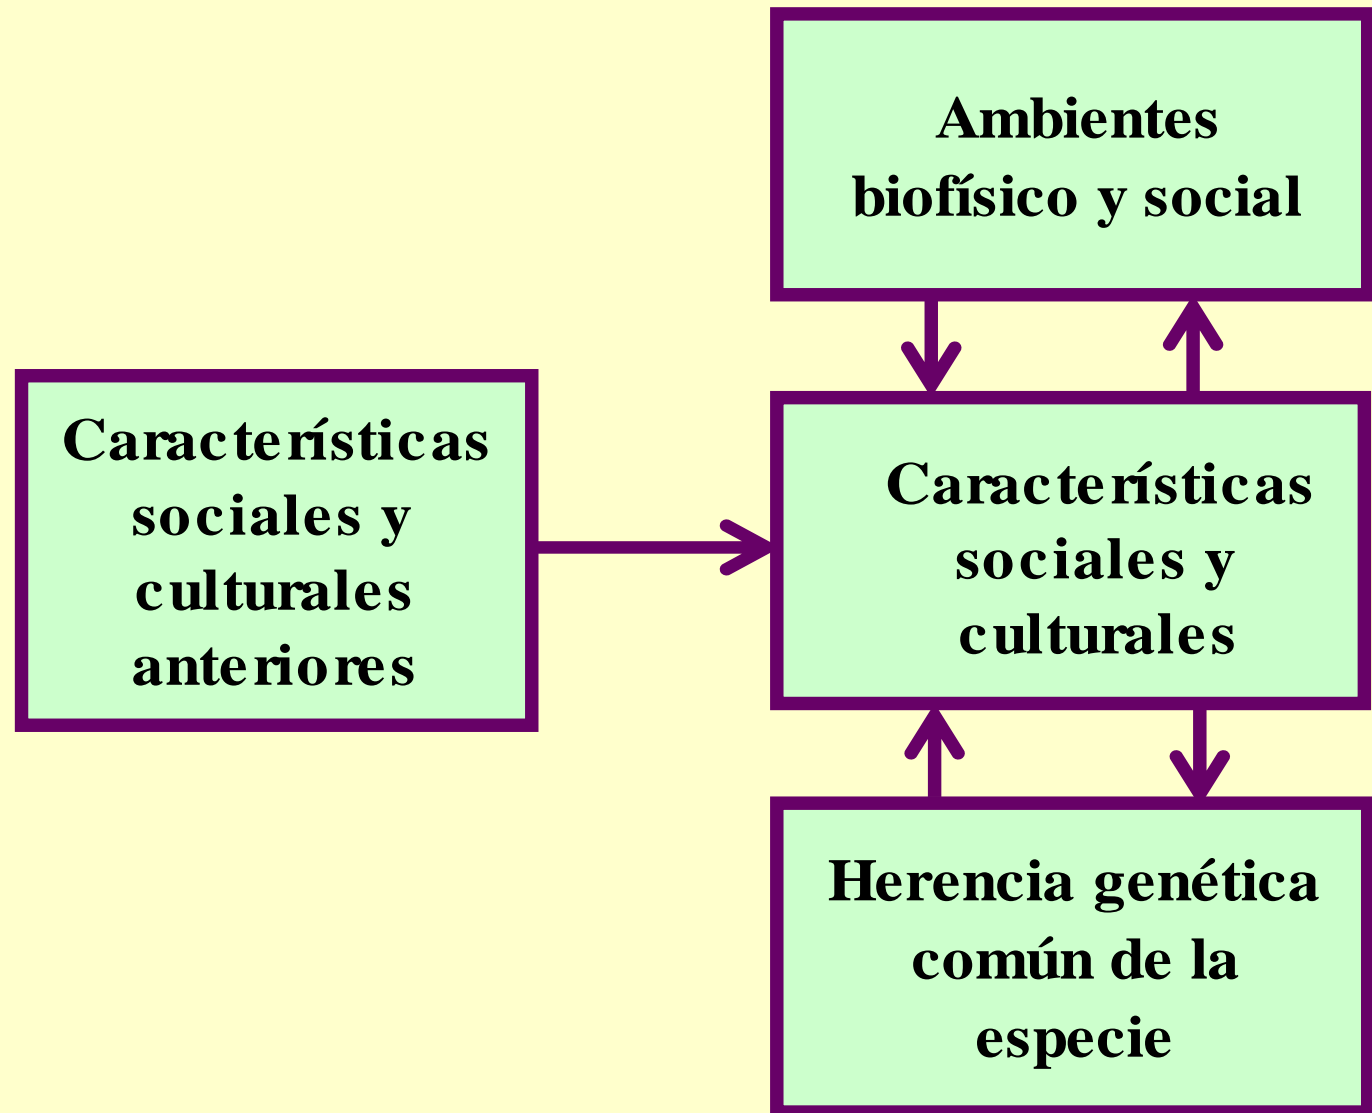 Ambientes
biofísico y social
Características
sociales y
culturales
anteriores
Características
sociales y
culturales
Herencia genética
común de la
especie